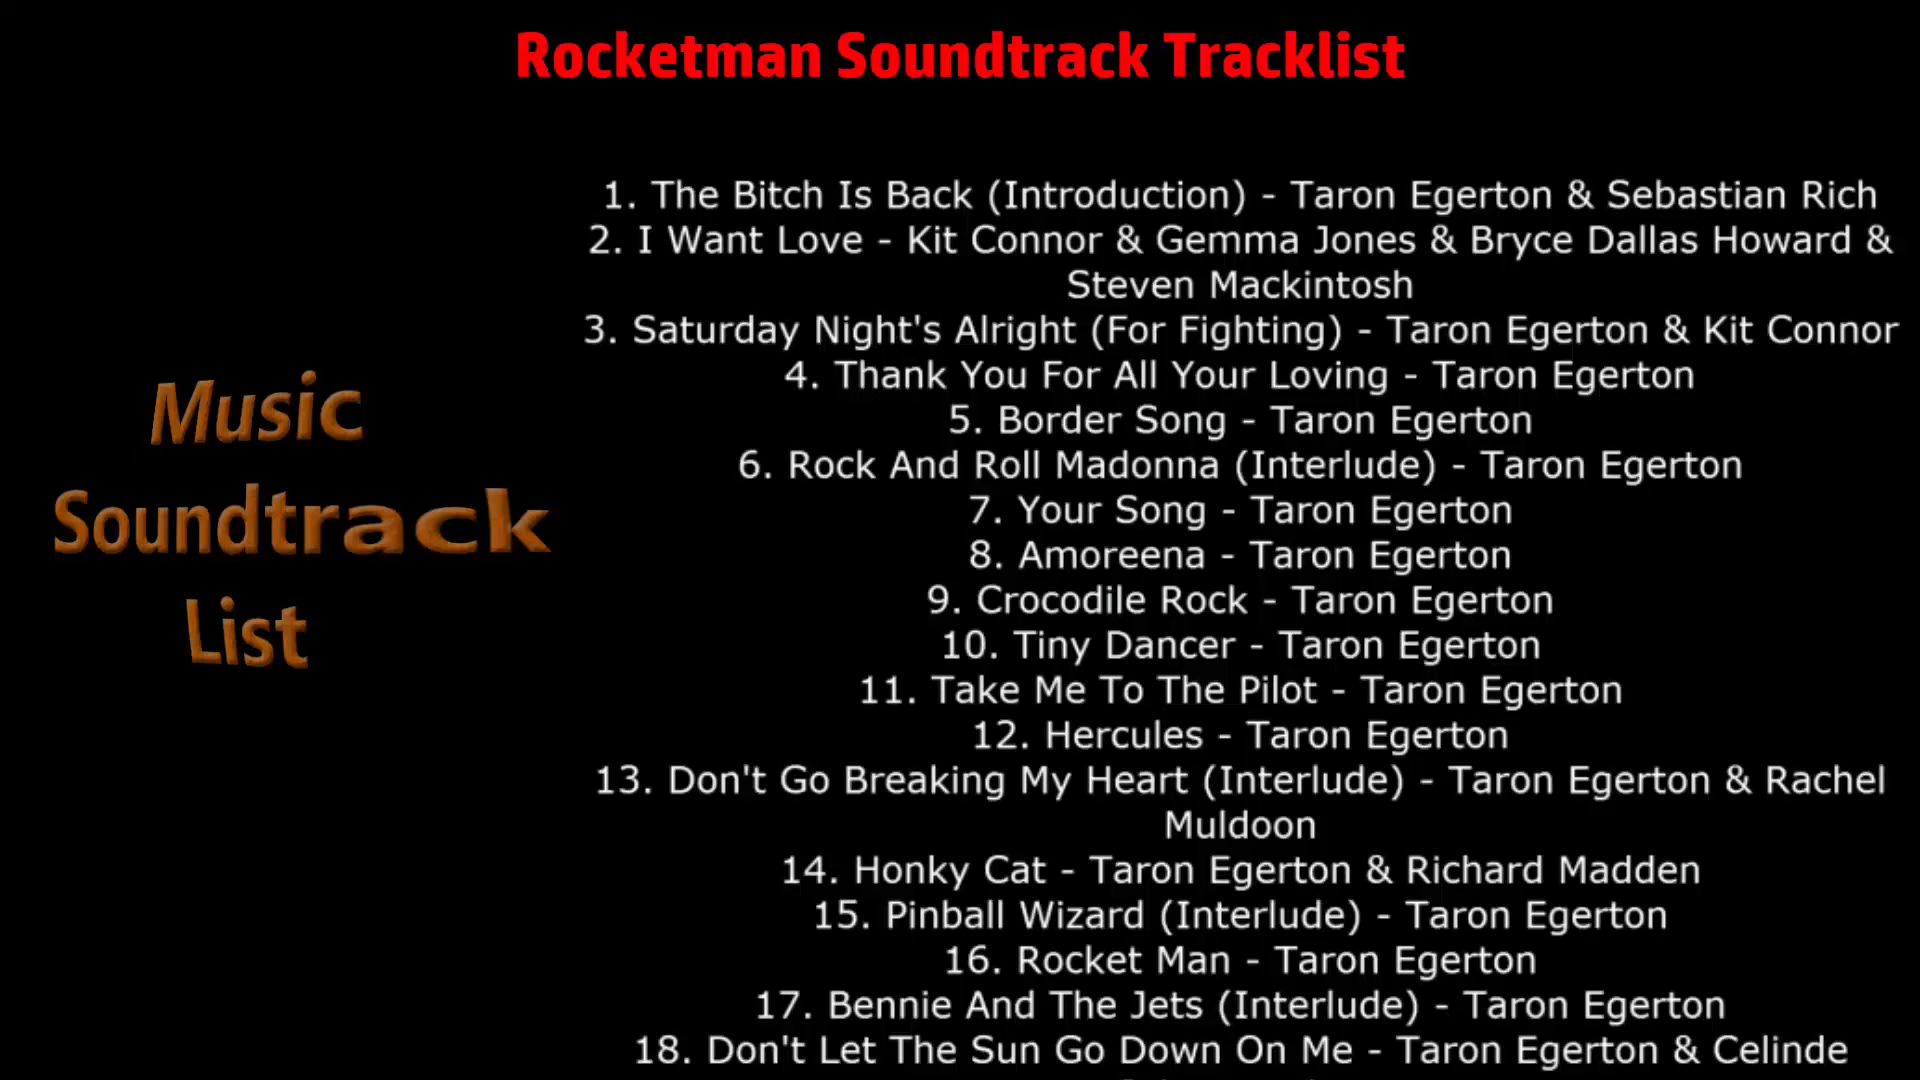 Rocketman Soundtrack Tracklist
1. The Bitch Is Back (Introduction) - Taron Egerton & Sebastian Rich
2. I Want Love - Kit Connor & Gemma Jones & Bryce Dallas Howard &
Steven Mackintosh
3. Saturday Night's Alright (For Fighting) - Taron Egerton & Kit Connor
4. Thank You For All Your Loving - Taron Egerton
5. Border Song - Taron Egerton
6. Rock And Roll Madonna (Interlude) - Taron Egerton
7. Your Song - Taron Egerton
8. Amoreena - Taron Egerton
9. Crocodile Rock - Taron Egerton
10. Tiny Dancer - Taron Egerton
11. Take Me To The Pilot - Taron Egerton
12. Hercules - Taron Egerton
13. Don't Go Breaking My Heart (Interlude) - Taron Egerton & Rachel
Muldoon
14. Honky Cat - Taron Egerton & Richard Madden
15. Pinball Wizard (Interlude) - Taron Egerton
16. Rocket Man - Taron Egerton
17. Bennie And The Jets (Interlude) - Taron Egerton
18. Don't Let The Sun Go Down On Me - Taron Egerton & Celinde
Music
Soundtrack
List